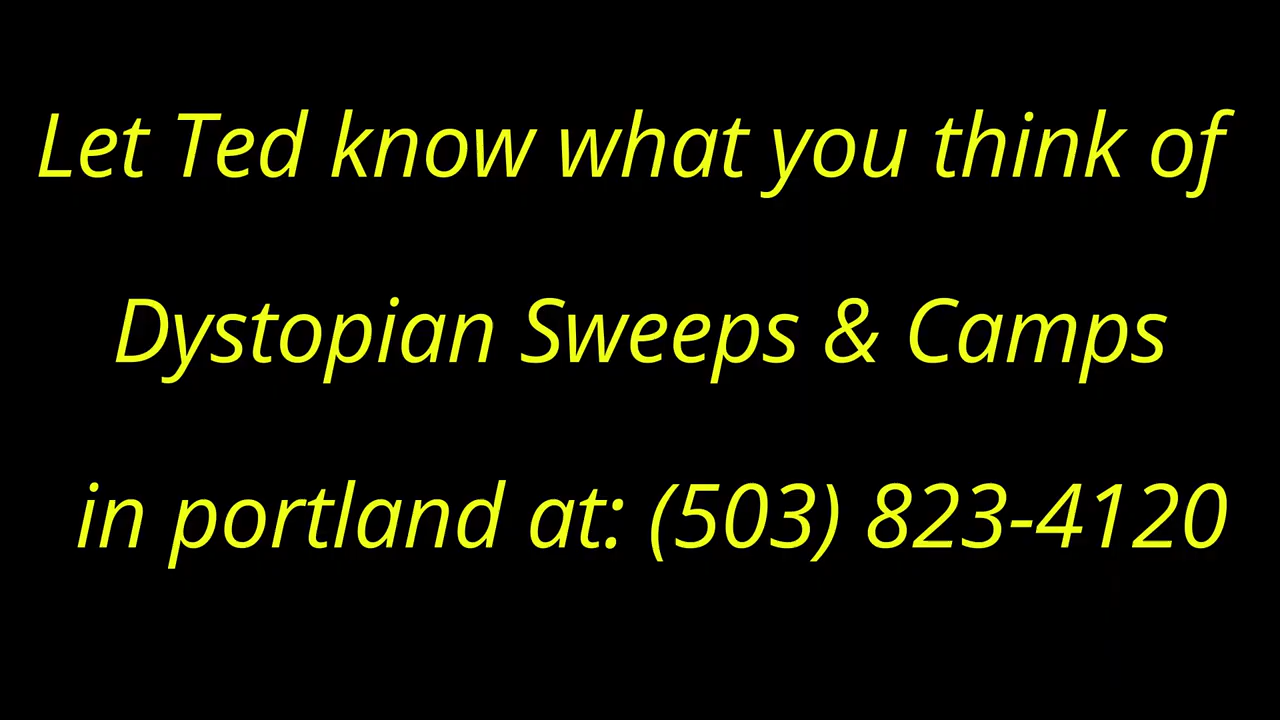 Let Ted know what you think of
Dystopian Sweeps & Camps
in portland at: (503) 823-4120